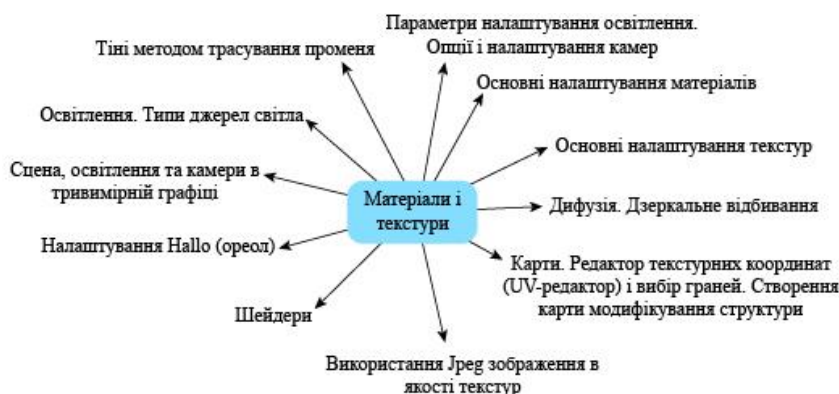 Параметри налаштування освітлення.
Опції і налаштування камер
Тіні методом трасування променя
Основні налаштування матеріалів
Освітлення. Типи джерел світла
Основні налаштування текстур
Сцена, освітлення та камери в
тривимірній графіці
Матеріали і
текстури
Дифузія. Дзеркальне відбивання
Налаштування Hallo (ореол)
Карти. Редактор текстурних координат
(UV-редактор) і вибір граней. Створення
карти модифікування структури
Шейдери
Використання Jpeg зображення в
якості текстур